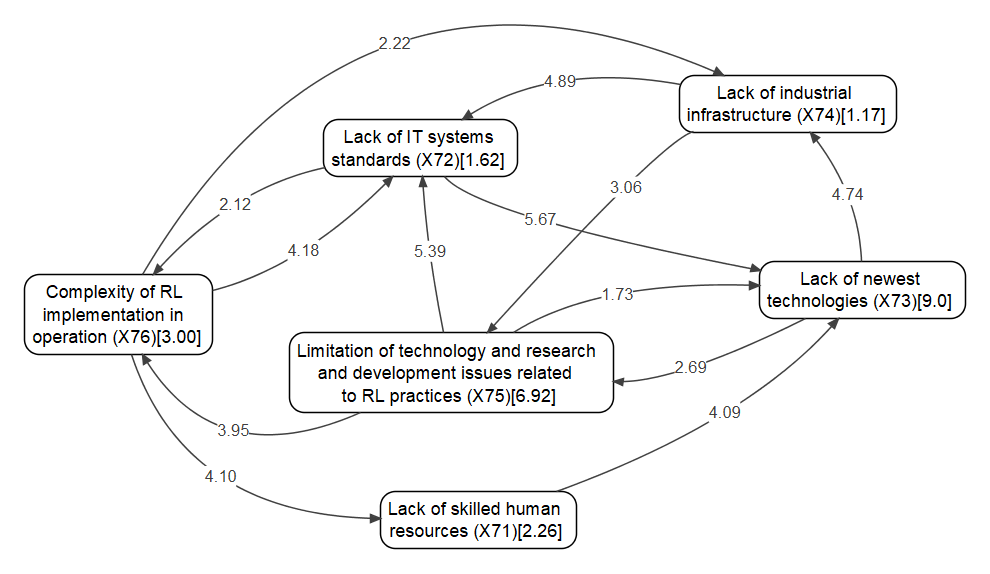 2.22
Lack of industrial
infrastructure (X74)[1.17]
4.89
Lack of IT systems
standards (X72)[1.62]
3.06
4.74
2.12
5.67
4.18
5.39
Complexity of RL
implementation in
operation (X76)[3.00]
Lack of newest
technologies (X73)[9.0]
1.73
Limitation of technology and research
and development issues related
to RL practices (X75)[6.92]
2.69
3.95
4.09
4.10
Lack of skilled human
resources (X71)[2.26]